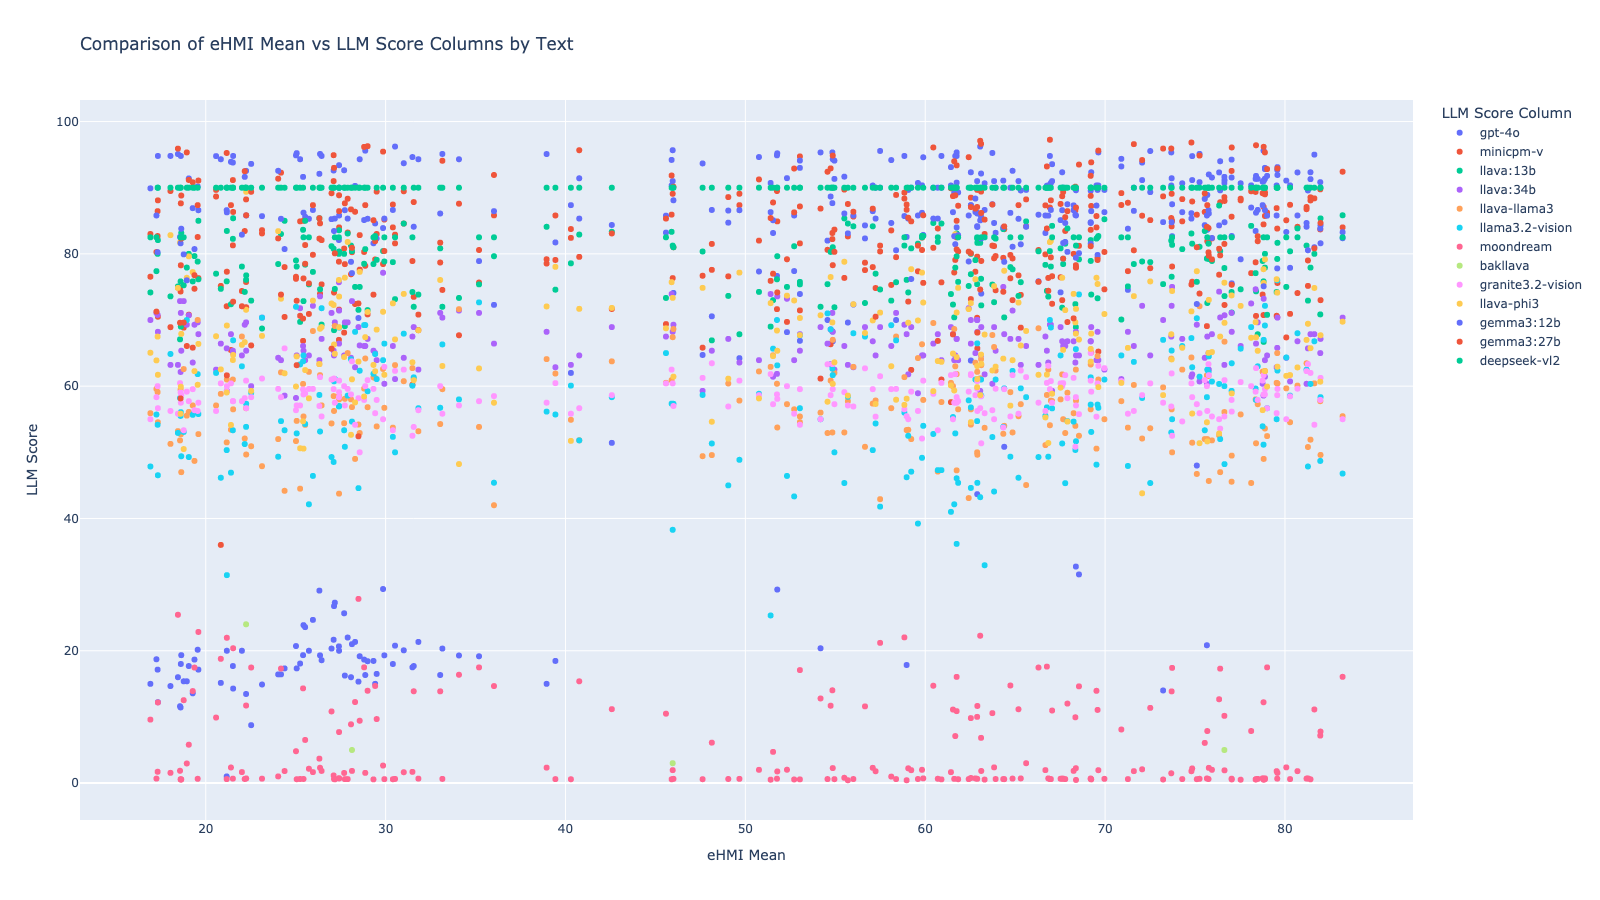 Comparison of eHMI Mean vs LLM Score Columns by Text
LLM Score Column
gpt-4o
minicpm-v
llava:13b
llava:34b
llava-llama3
llama3.2-vision
moondream
bakllava
granite3.2-vision
llava-phi3
gemma3:12b
gemma3:27b
deepseek-vl2
100
80
60
40
20
0
LLM Score
20
30
40
50
60
70
80
eHMI Mean